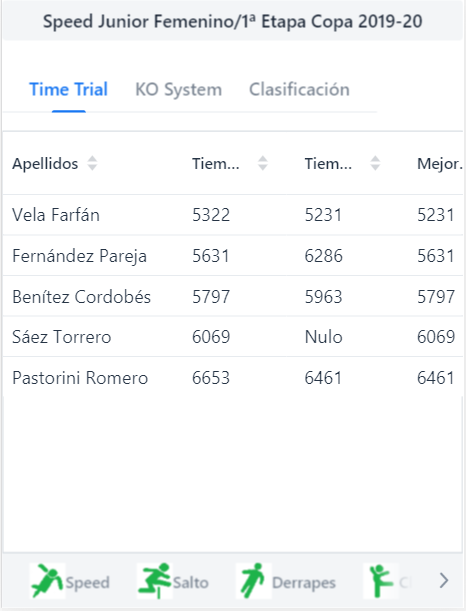 Speed Junior Femenino/1ª Etapa Copa 2019-20
Time Trial KO System Clasificación
Apellidos Tiem... Tiem... Mejor.
Vela Farfán 5322 5231 5231
Fernández Pareja 5631 6286 5631
Benítez Cordobés 5797 5963 5797
Sáez Torrero 6069 Nulo 6069
Pastorini Romero 6653 6461 6461
Speed Salto Derrapes